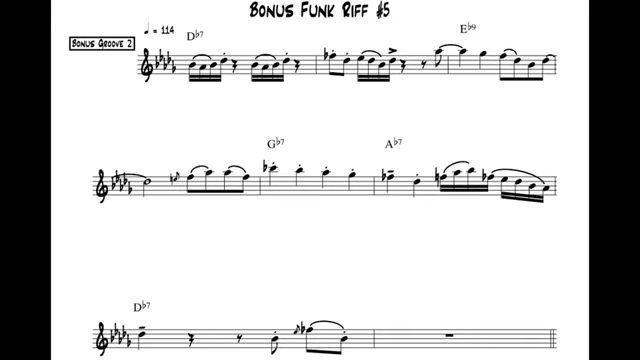 Bonus Funk Riff #5
♩ = 114
Bonus Groove 2
D♭7
E♭9
G♭7
A♭7
D♭7